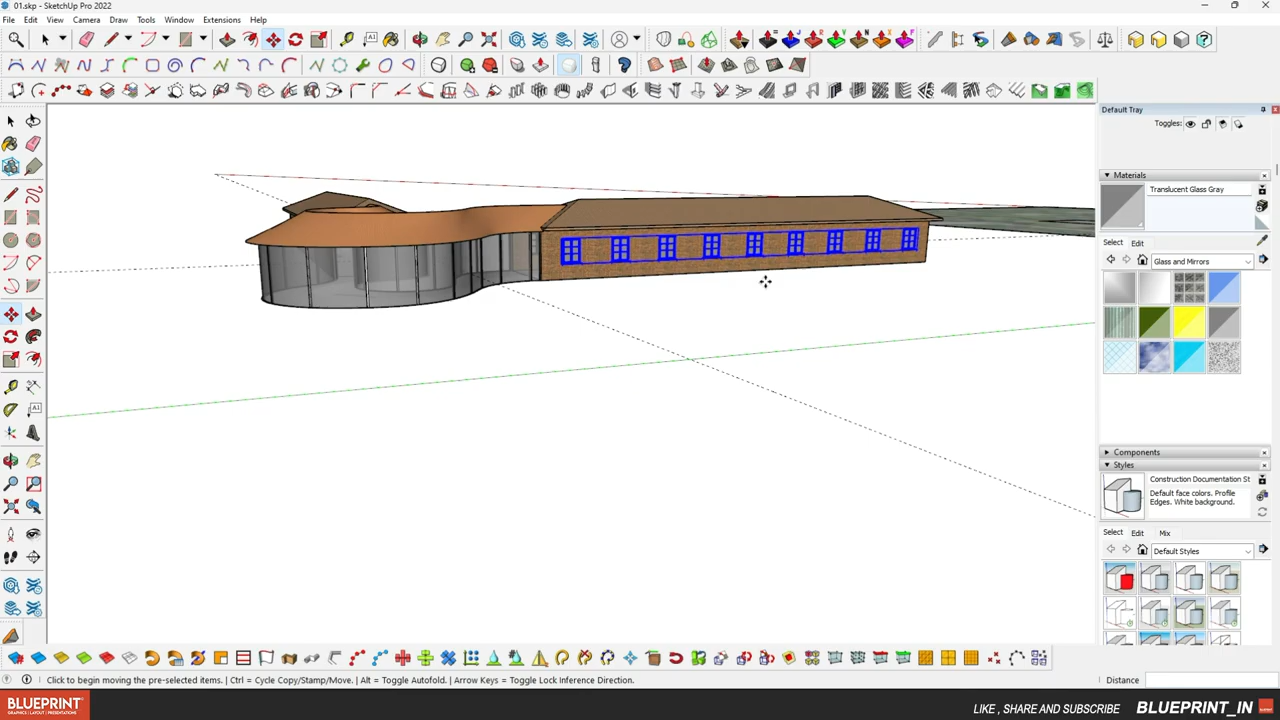 01.skp - SketchUp Pro 2022
File Edit View Camera Draw Tools Window Extensions Help
Default Tray
Toggles:
Materials
Translucent Glass Gray
Select Edit
Glass and Mirrors
Components
Styles
Construction Documentation St
Default face colors. Profile
Edges. White background.
Select Edit Mix
Default Styles
Click to begin moving the pre-selected items. | Ctrl = Cycle Copy/Stamp/Move. | Alt = Toggle Autofold. | Arrow Keys = Toggle Lock Inference Direction.
Distance
BLUEPRINT
GRAPHICS | LAYOUT | PRESENTATIONS
LIKE , SHARE AND SUBSCRIBE
BLUEPRINT_IN